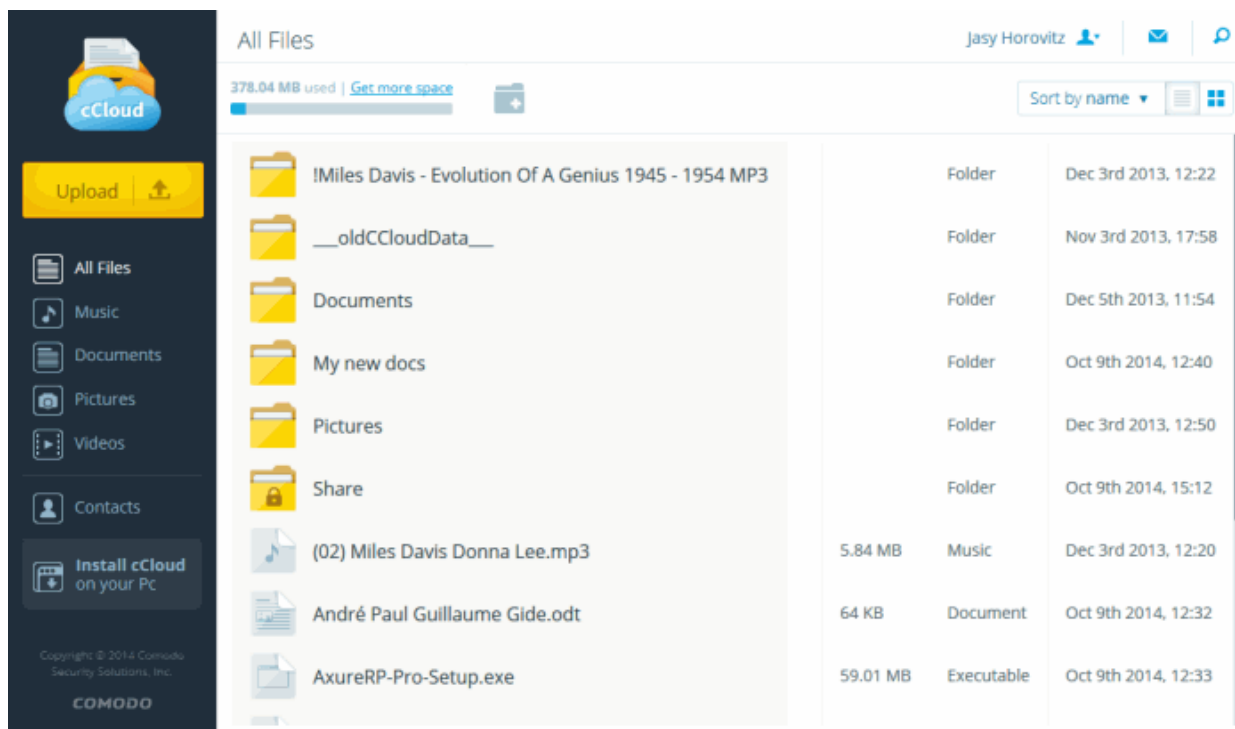 cCloud
Upload
All Files
Music
Documents
Pictures
Videos
Contacts
Install cCloud
on your Pc
Copyright © 2014 Comodo
Security Solutions, Inc.
COMODO
All Files
Jasy Horovitz
378.04 MB used | Get more space
Sort by name
!Miles Davis - Evolution Of A Genius 1945 - 1954 MP3 Folder Dec 3rd 2013, 12:22
___oldCCloudData___ Folder Nov 3rd 2013, 17:58
Documents Folder Dec 5th 2013, 11:54
My new docs Folder Oct 9th 2014, 12:40
Pictures Folder Dec 3rd 2013, 12:50
Share Folder Oct 9th 2014, 15:12
(02) Miles Davis Donna Lee.mp3 5.84 MB Music Dec 3rd 2013, 12:20
André Paul Guillaume Gide.odt 64 KB Document Oct 9th 2014, 12:32
AxureRP-Pro-Setup.exe 59.01 MB Executable Oct 9th 2014, 12:33